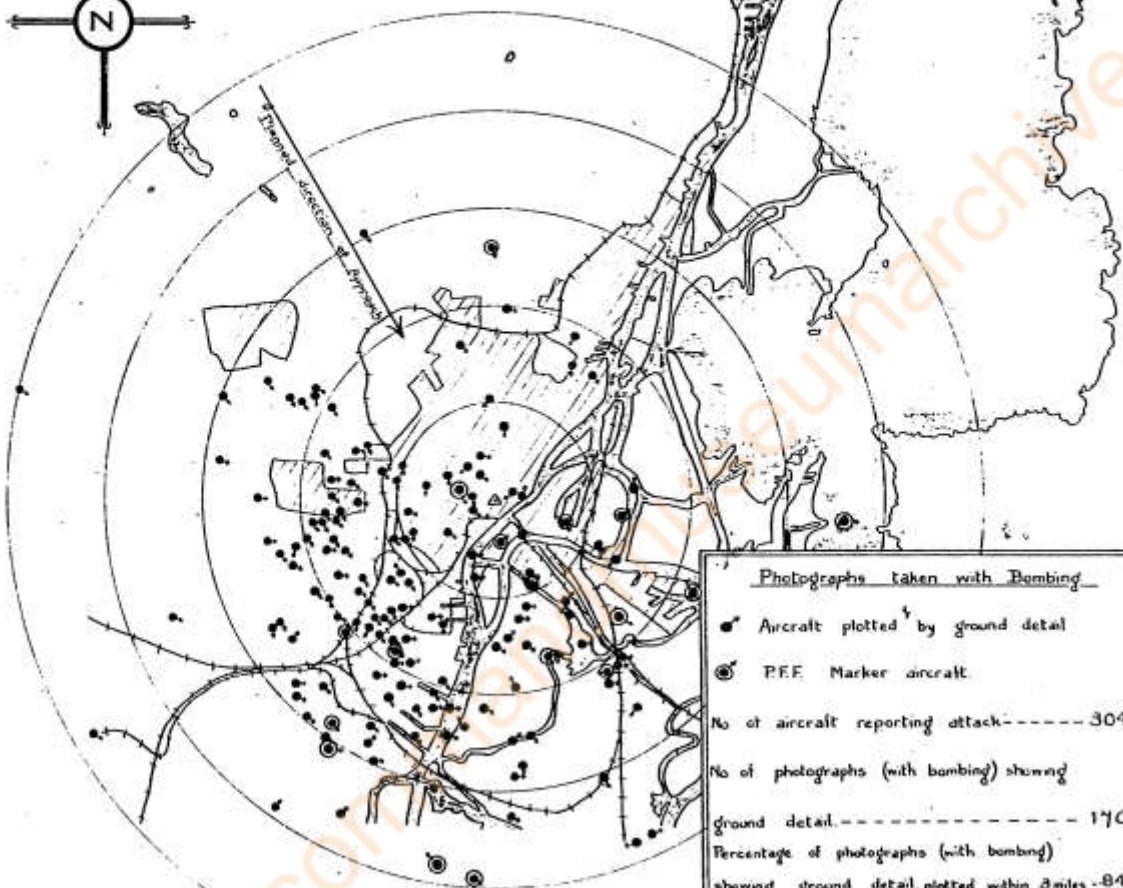 N
Planned direction of Approach
Photographs taken with Bombing
Aircraft plotted by ground detail
P.F.F. Marker aircraft.
No of aircraft reporting attack ------ 304
No of photographs (with bombing) showing
ground detail. ------------------ 170
Percentage of photographs (with bombing)
showing ground detail plotted within 3 miles - 84